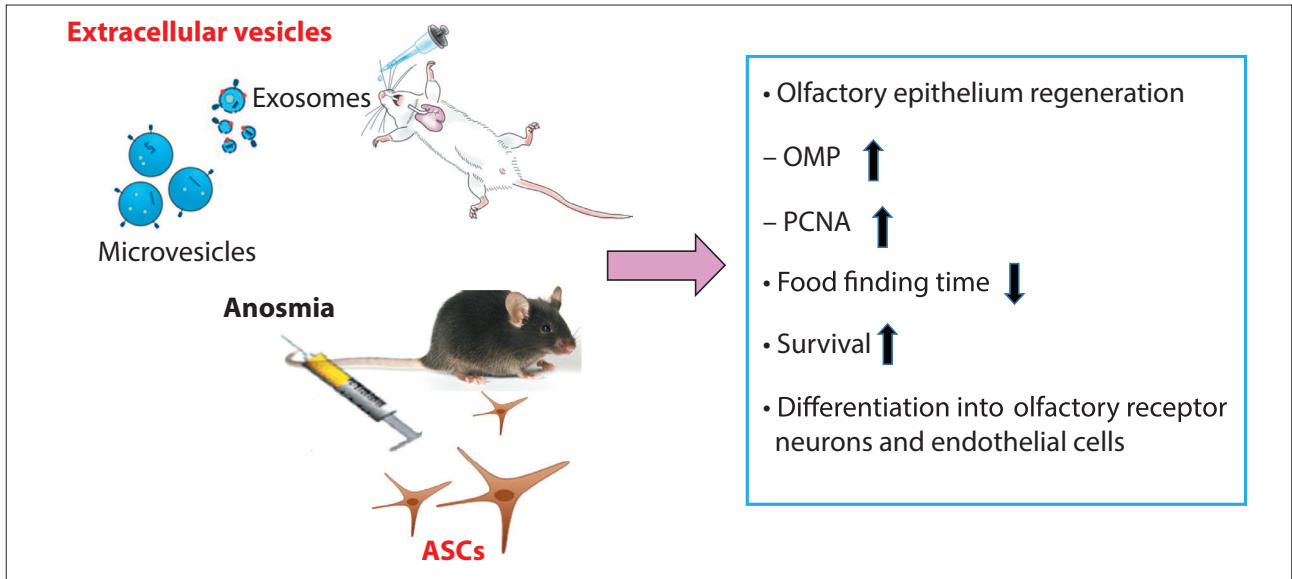 Extracellular vesicles
Exosomes
Microvesicles
Anosmia
ASCs
• Olfactory epithelium regeneration
– OMP
– PCNA
• Food finding time
• Survival
• Differentiation into olfactory receptor
neurons and endothelial cells